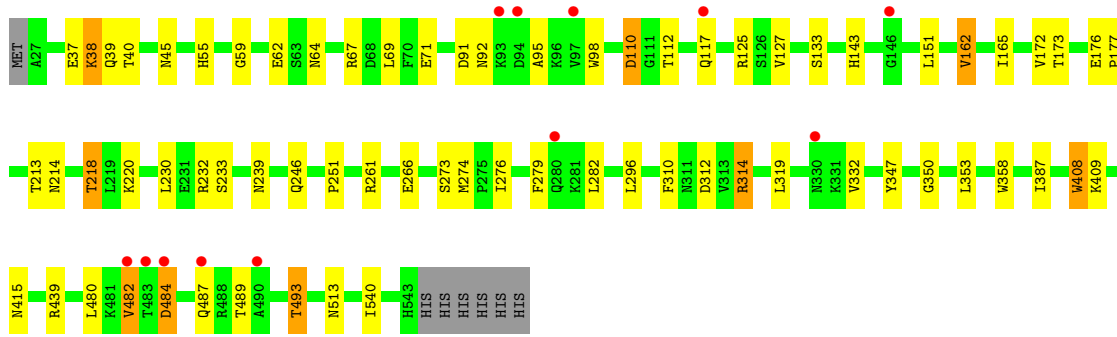 MET A27 E37 K38 Q39 T40 N45 H55 G59 E62 S63 N64 R67 D68 L69 F70 E71 D91 N92 K93 D94 A95 K96 V97 W98 D110 G111 T112 Q117 R125 S126 V127 S133 H143 G146 L151 V162 I165 V172 T173 E176 P177
T213 N214 T218 L219 K220 L230 E231 R232 S233 N239 Q246 P251 R261 E266 S273 M274 P275 I276 F279 Q280 K281 L282 L296 F310 N311 D312 V313 R314 L319 N330 K331 V332 Y347 G350 L353 W358 I387 W408 K409
N415 R439 L480 K481 V482 T483 D484 Q487 R488 T489 A490 T493 N513 I540 H543 HIS HIS HIS HIS HIS HIS